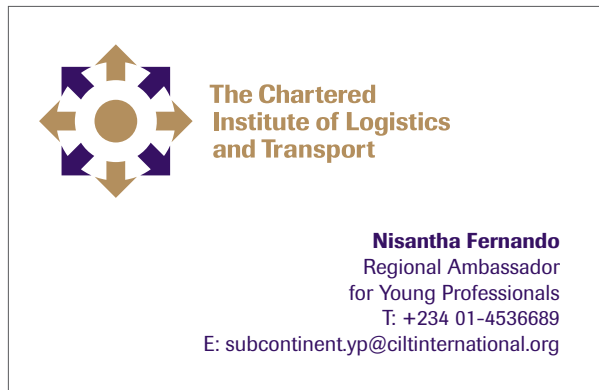 The Chartered
Institute of Logistics
and Transport
Nisantha Fernando
Regional Ambassador
for Young Professionals
T: +234 01-4536689
E: subcontinent.yp@ciltinternational.org